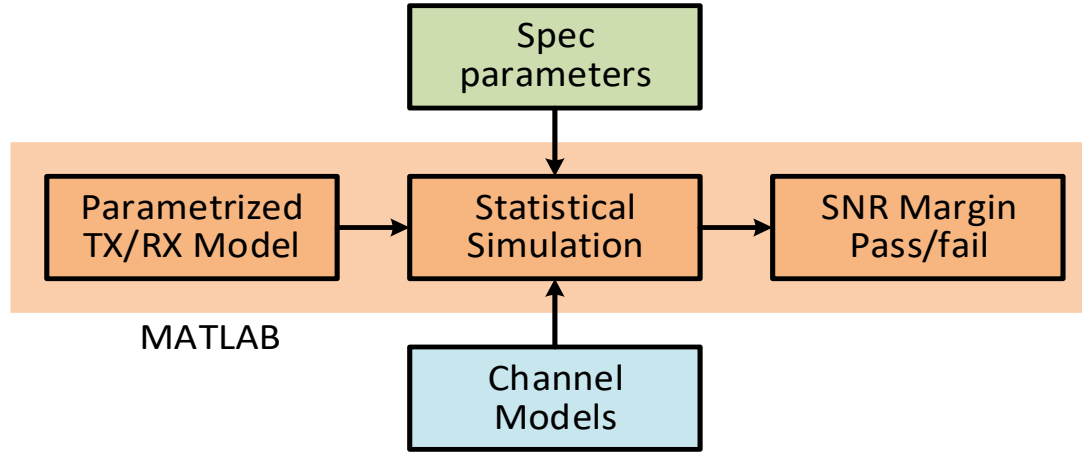 Spec
parameters
Parametrized
TX/RX Model
Statistical
Simulation
SNR Margin
Pass/fail
MATLAB
Channel
Models